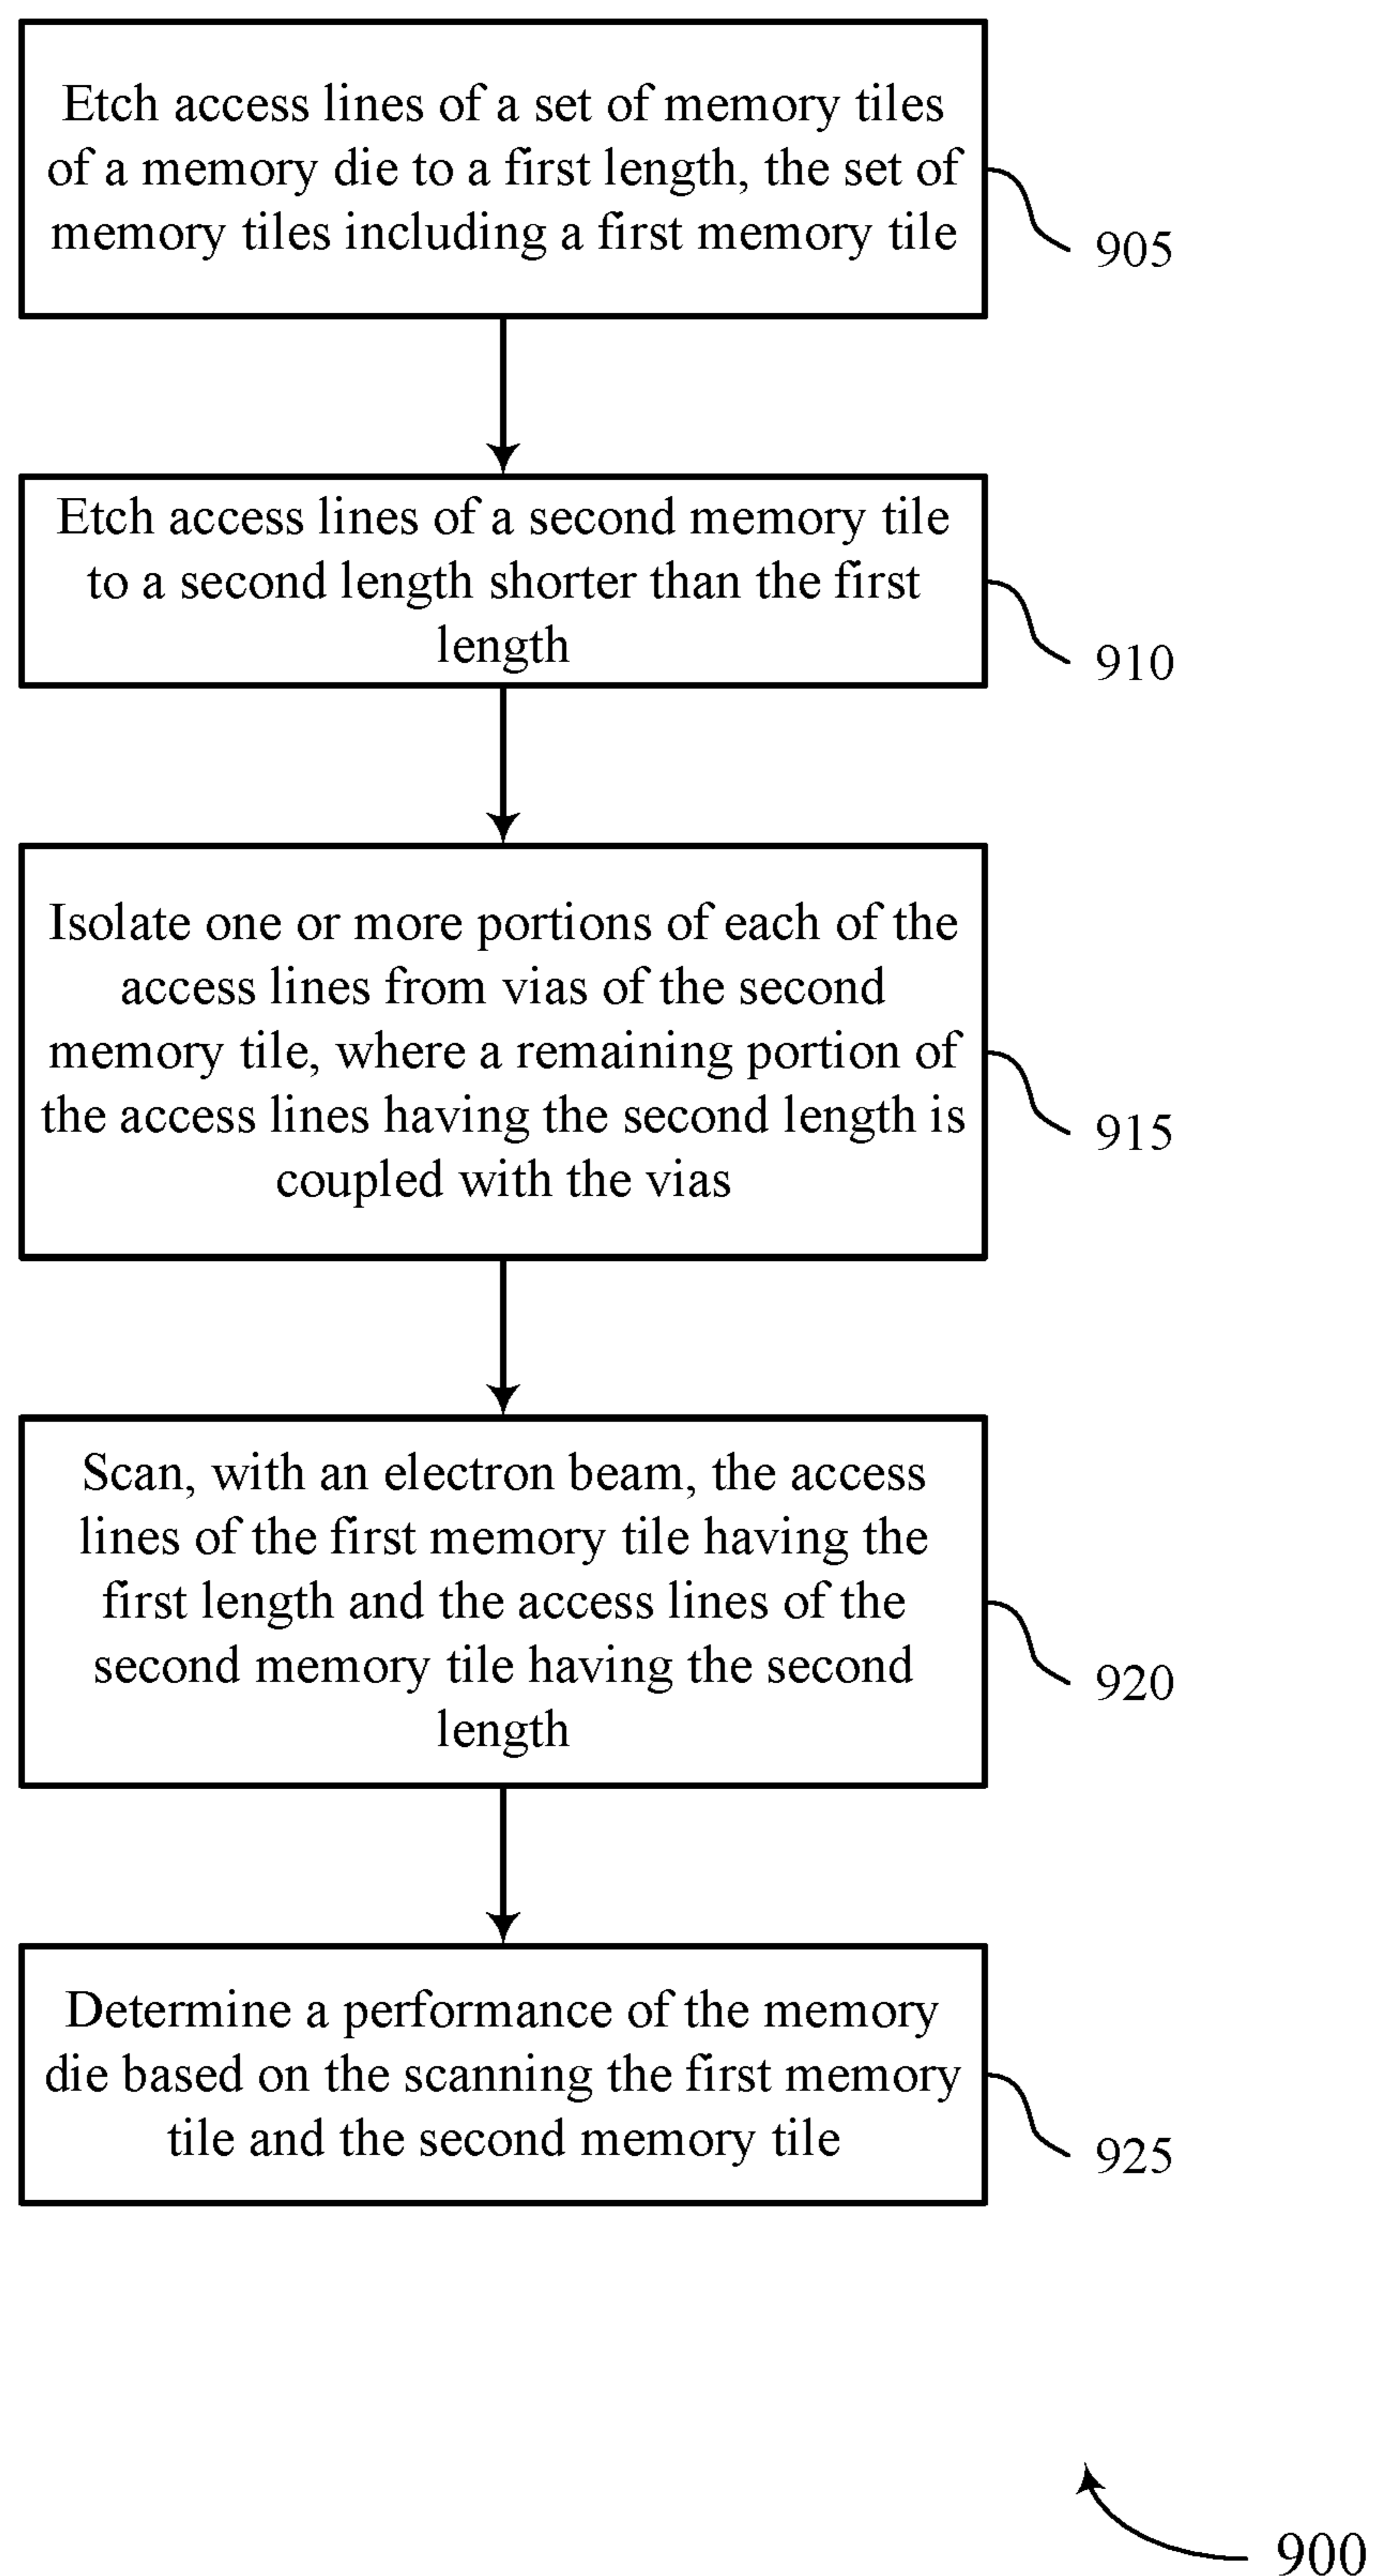 Etch access lines of a set of memory tiles
of a memory die to a first length, the set of
memory tiles including a first memory tile
905
Etch access lines of a second memory tile
to a second length shorter than the first
length
910
Isolate one or more portions of each of the
access lines from vias of the second
memory tile, where a remaining portion of
the access lines having the second length is
coupled with the vias
915
Scan, with an electron beam, the access
lines of the first memory tile having the
first length and the access lines of the
second memory tile having the second
length
920
Determine a performance of the memory
die based on the scanning the first memory
tile and the second memory tile
925
900